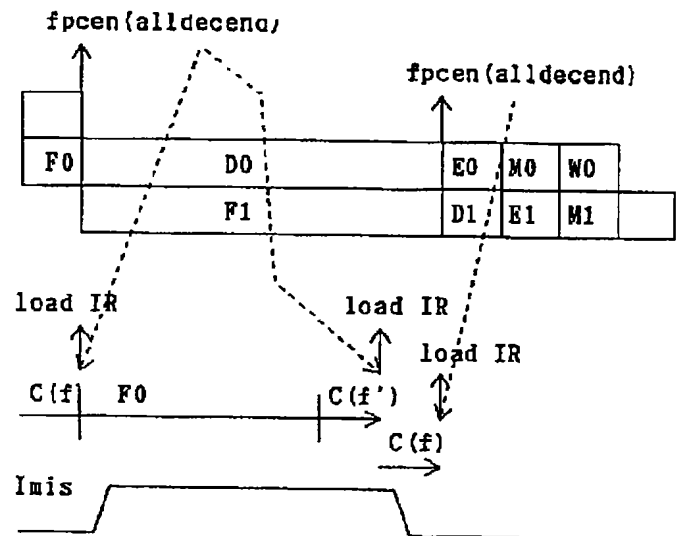 fpcen(alldecend)
fpcen(alldecend)
F0 D0 E0 M0 W0
F1 D1 E1 M1
load IR load IR
load IR
C(f) F0 C(f')
C(f)
Imis